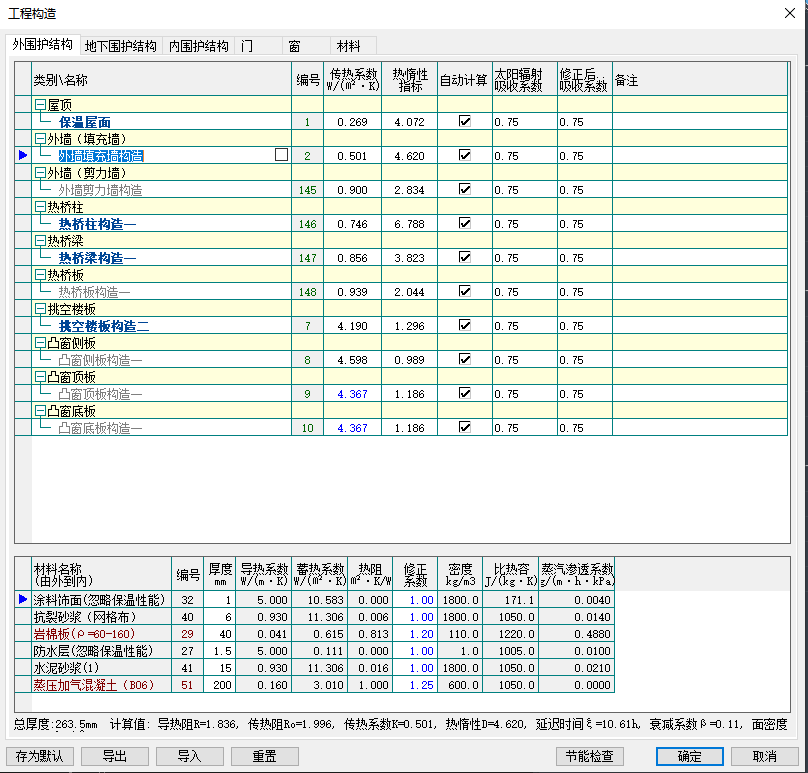 工程构造
外围护结构 地下围护结构 内围护结构 门 窗 材料
类别\名称 编号 传热系数 W/(㎡·K) 热惰性指标 自动计算 太阳辐射吸收系数 修正后..吸收系数 备注
屋顶
保温屋面 1 0.269 4.072 0.75 0.75
外墙（填充墙）
外墙填充墙构造 2 0.501 4.620 0.75 0.75
外墙（剪力墙）
外墙剪力墙构造 145 0.900 2.834 0.75 0.75
热桥柱
热桥柱构造一 146 0.746 6.788 0.75 0.75
热桥梁
热桥梁构造一 147 0.856 3.823 0.75 0.75
热桥板
热桥板构造一 148 0.939 2.044 0.75 0.75
挑空楼板
挑空楼板构造二 7 4.190 1.296 0.75 0.75
凸窗侧板
凸窗侧板构造一 8 4.598 0.989 0.75 0.75
凸窗顶板
凸窗顶板构造一 9 4.367 1.186 0.75 0.75
凸窗底板
凸窗底板构造一 10 4.367 1.186 0.75 0.75
材料名称 (由外到内) 编号 厚度 mm 导热系数 W/(m·K) 蓄热系数 W/(㎡·K) 热阻 ㎡·K/W 修正系数 密度 kg/m3 比热容 J/(kg·K) 蒸汽渗透系数 g/(m·h·kPa)
涂料饰面(忽略保温性能) 32 1 5.000 10.583 0.000 1.00 1800.0 171.1 0.0040
抗裂砂浆（网格布） 40 6 0.930 11.306 0.006 1.00 1800.0 1050.0 0.0140
岩棉板(ρ=60-160) 29 40 0.041 0.615 0.813 1.20 110.0 1220.0 0.4880
防水层(忽略保温性能) 27 1.5 5.000 0.111 0.000 1.00 1.0 1005.0 0.0100
水泥砂浆(1) 41 15 0.930 11.306 0.016 1.00 1800.0 1050.0 0.0210
蒸压加气混凝土（B06） 51 200 0.160 3.010 1.000 1.25 600.0 1050.0 0.0000
总厚度:263.5mm 计算值: 导热阻R=1.836, 传热阻Ro=1.996, 传热系数K=0.501, 热惰性D=4.620, 延迟时间ξ=10.61h, 衰减系数β=0.11, 面密度
存为默认 导出 导入 重置 节能检查 确定 取消